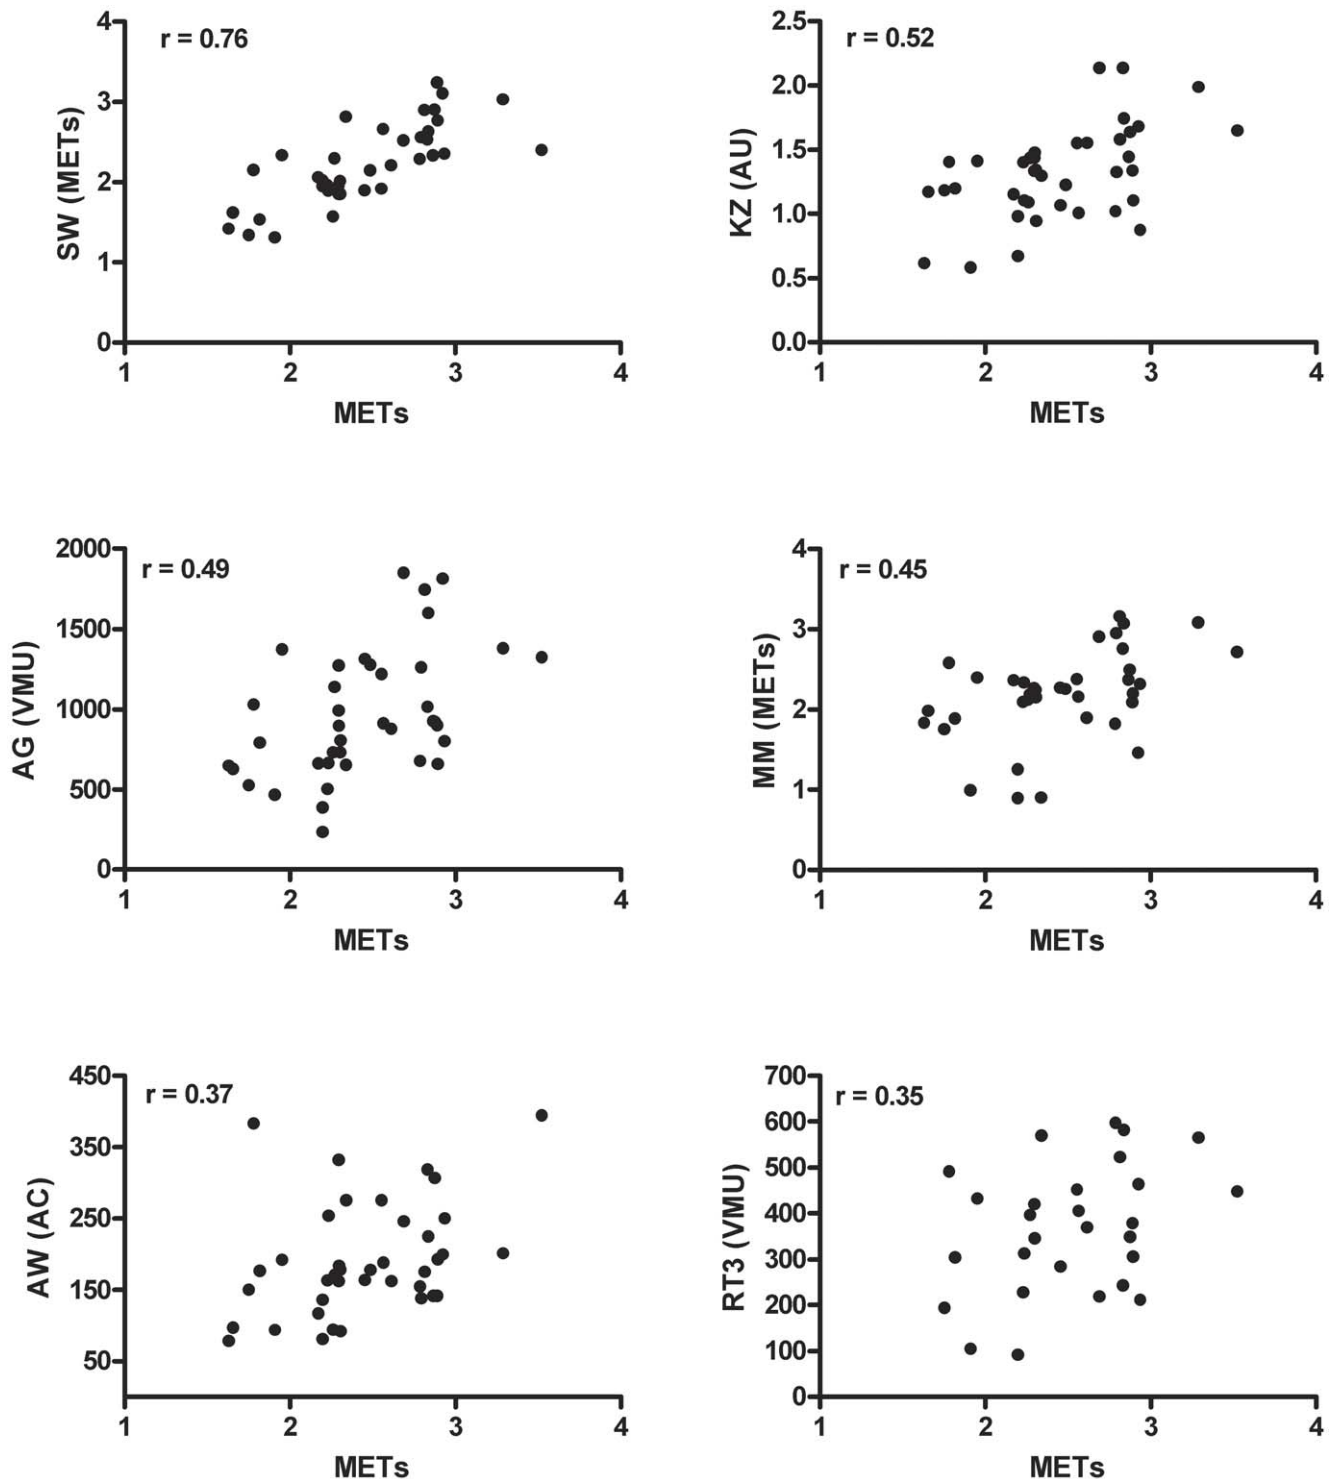 r = 0.76
SW (METs)
4
3
2
1
0
1 2 3 4
METs
r = 0.52
KZ (AU)
2.5
2.0
1.5
1.0
0.5
0.0
1 2 3 4
METs
r = 0.49
AG (VMU)
2000
1500
1000
500
0
1 2 3 4
METs
r = 0.45
MM (METs)
4
3
2
1
0
1 2 3 4
METs
r = 0.37
AW (AC)
450
350
250
150
50
1 2 3 4
METs
r = 0.35
RT3 (VMU)
700
600
500
400
300
200
100
0
1 2 3 4
METs